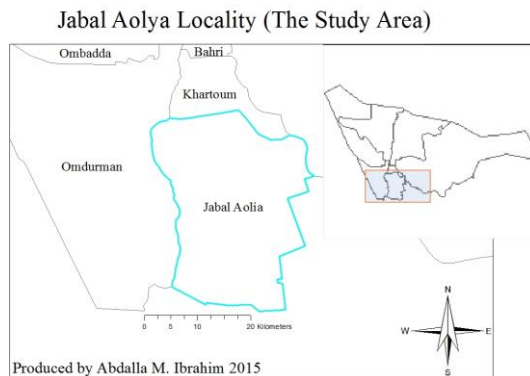 Jabal Aolya Locality (The Study Area)
Ombadda
Bahri
Khartoum
Omdurman
Jabal Aolia
0 5 10 20 Kilometers
N
W E
S
Produced by Abdalla M. Ibrahim 2015